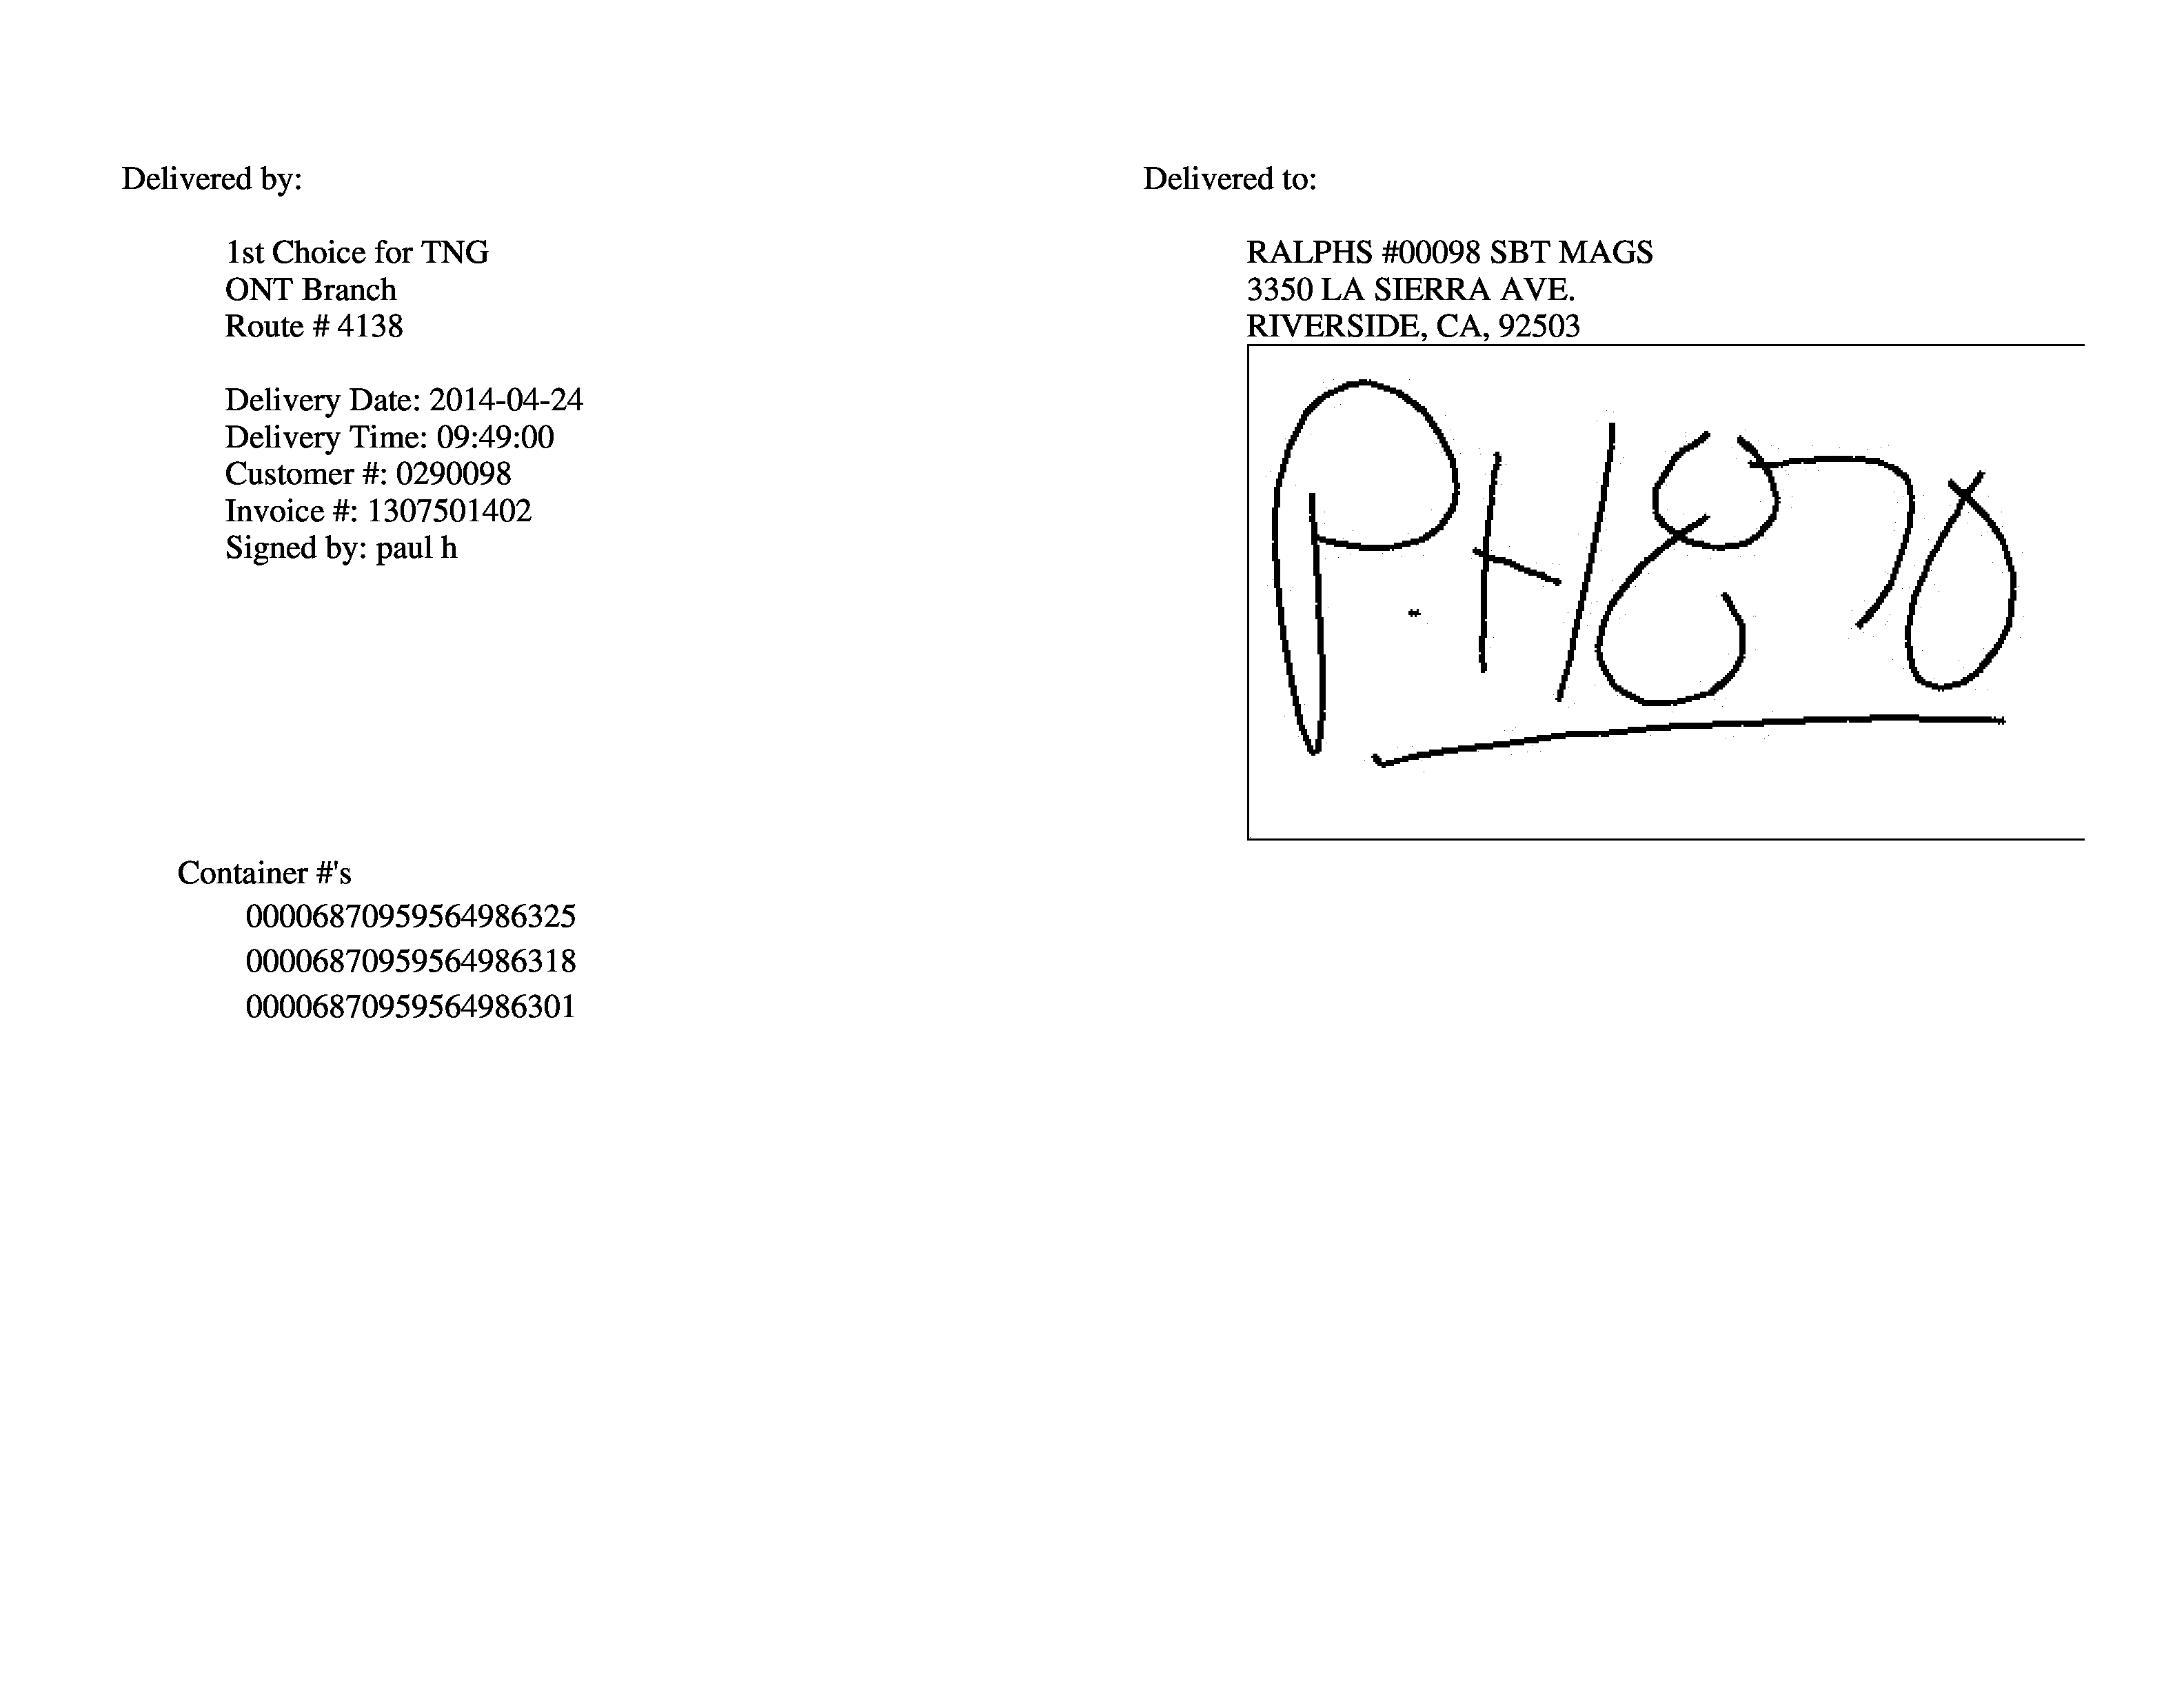 Delivered by:
1st Choice for TNG
ONT Branch
Route # 4138
Delivery Date: 2014-04-24
Delivery Time: 09:49:00
Customer #: 0290098
Invoice #: 1307501402
Signed by: paul h
Delivered to:
RALPHS #00098 SBT MAGS
3350 LA SIERRA AVE.
RIVERSIDE, CA, 92503
Container #'s
00006870959564986325
00006870959564986318
00006870959564986301